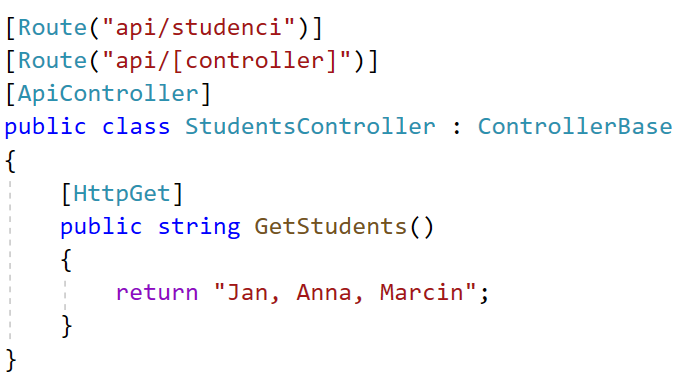 [Route("api/studenci")]
[Route("api/[controller]")]
[ApiController]
public class StudentsController : ControllerBase
{
    [HttpGet]
    public string GetStudents()
    {
        return "Jan, Anna, Marcin";
    }
}